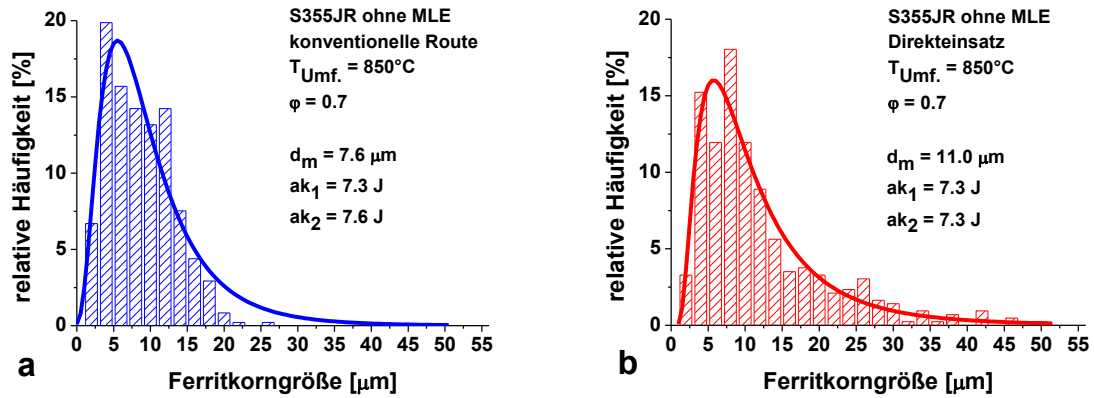 S355JR ohne MLE
konventionelle Route
T_Umf. = 850°C
φ = 0.7
d_m = 7.6 μm
ak_1 = 7.3 J
ak_2 = 7.6 J
relative Häufigkeit [%]
20
15
10
5
0
0 5 10 15 20 25 30 35 40 45 50 55
Ferritkorngröße [μm]
a
S355JR ohne MLE
Direkteinsatz
T_Umf. = 850°C
φ = 0.7
d_m = 11.0 μm
ak_1 = 7.3 J
ak_2 = 7.3 J
relative Häufigkeit [%]
20
15
10
5
0
0 5 10 15 20 25 30 35 40 45 50 55
Ferritkorngröße [μm]
b